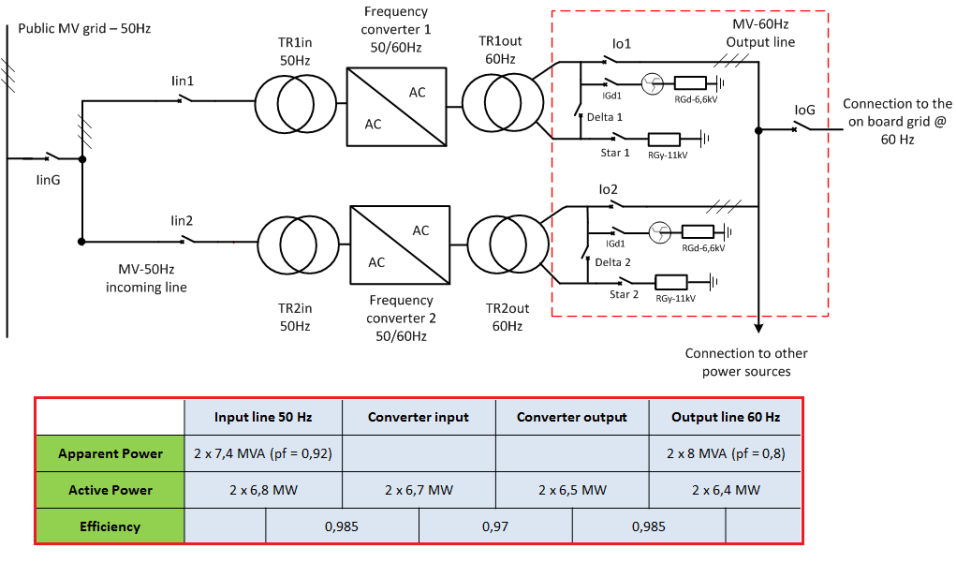 Public MV grid – 50Hz
IinG
Iin1
Iin2
MV-50Hz
incoming line
TR1in
50Hz
Frequency
converter 1
50/60Hz
AC
AC
TR1out
60Hz
Io1
IGd1
RGd-6,6kV
Delta 1
Star 1
RGy-11kV
MV-60Hz
Output line
IoG
Connection to the
on board grid @
60 Hz
TR2in
50Hz
AC
AC
Frequency
converter 2
50/60Hz
TR2out
60Hz
Io2
IGd1
RGd-6,6kV
Delta 2
Star 2
RGy-11kV
Connection to other
power sources
Input line 50 Hz Converter input Converter output Output line 60 Hz
Apparent Power 2 x 7,4 MVA (pf = 0,92) 2 x 8 MVA (pf = 0,8)
Active Power 2 x 6,8 MW 2 x 6,7 MW 2 x 6,5 MW 2 x 6,4 MW
Efficiency 0,985 0,97 0,985